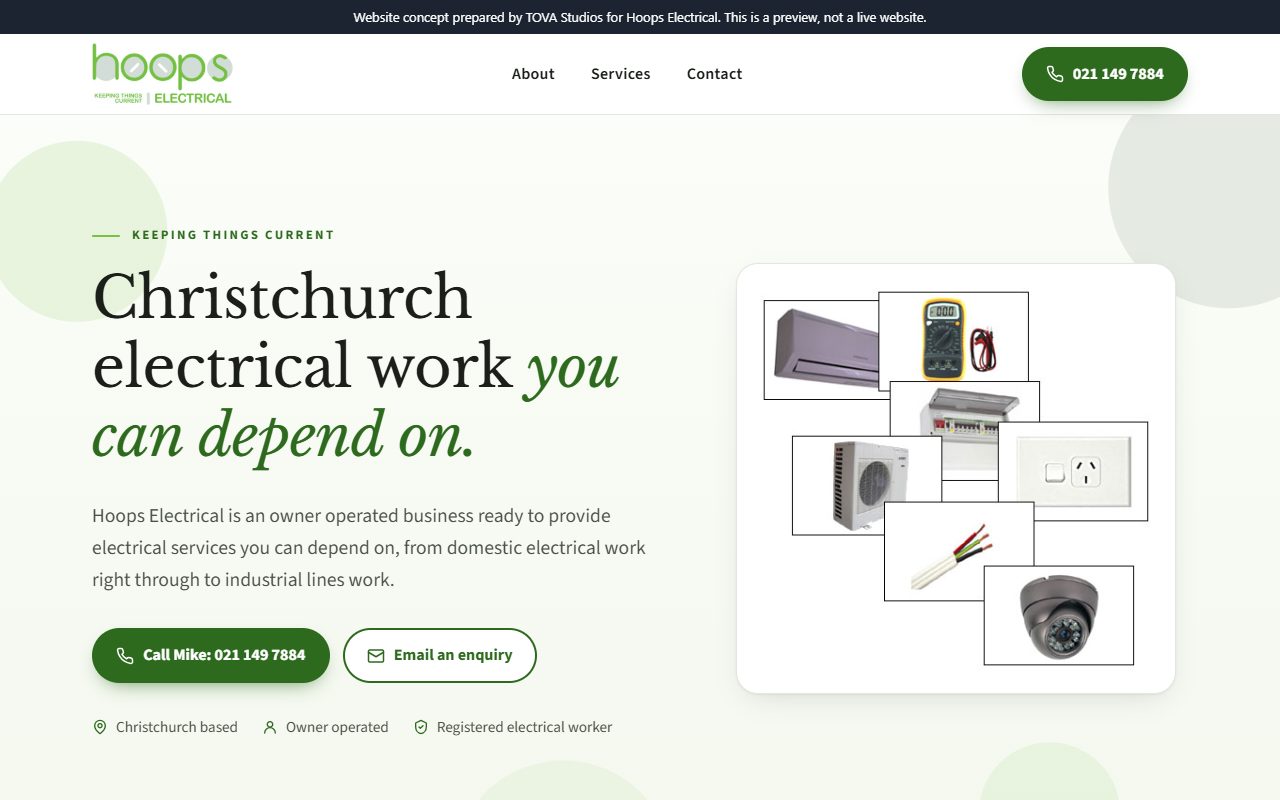 Website concept prepared by TOVA Studios for Hoops Electrical. This is a preview, not a live website.
hoops
KEEPING THINGS CURRENT | ELECTRICAL
About
Services
Contact
021 149 7884
KEEPING THINGS CURRENT
Christchurch
electrical work you
can depend on.
00.0
Hoops Electrical is an owner operated business ready to provide
electrical services you can depend on, from domestic electrical work
right through to industrial lines work.
Call Mike: 021 149 7884
Email an enquiry
Christchurch based
Owner operated
Registered electrical worker